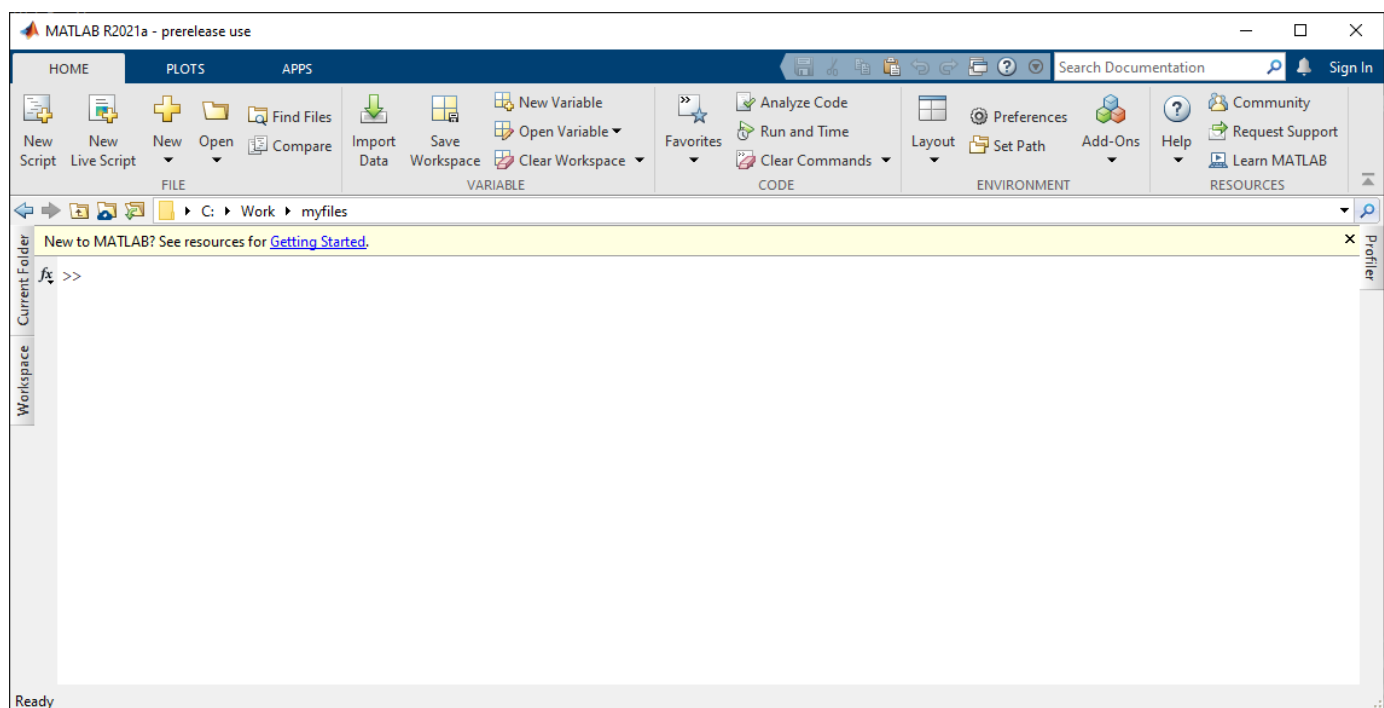 MATLAB R2021a - prerelease use
HOME PLOTS APPS Search Documentation Sign In
New Script
New Live Script
New
Open
Find Files
Compare
FILE
Import Data
Save Workspace
New Variable
Open Variable
Clear Workspace
VARIABLE
Favorites
Analyze Code
Run and Time
Clear Commands
CODE
Layout
Preferences
Set Path
Add-Ons
ENVIRONMENT
Help
Community
Request Support
Learn MATLAB
RESOURCES
C: Work myfiles
Current Folder
Workspace
New to MATLAB? See resources for Getting Started.
fx >>
Profiler
Ready